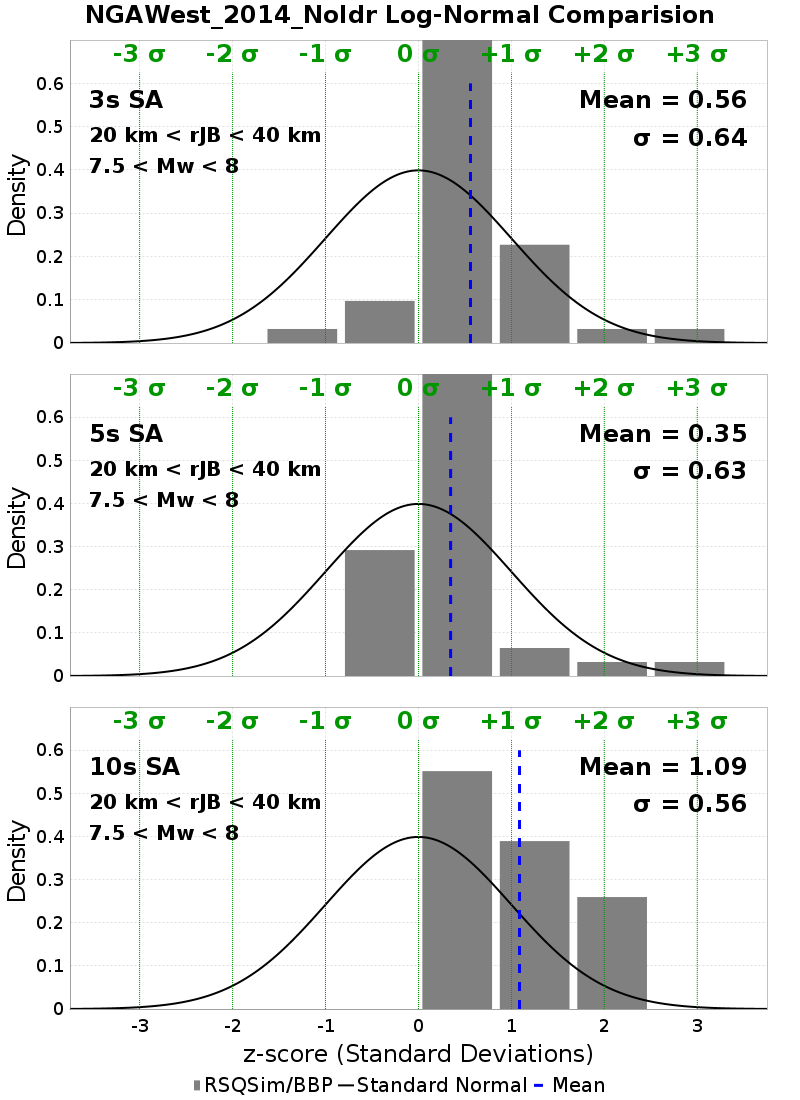 NGAWest_2014_NoIdr Log-Normal Comparision
-3 σ -2 σ -1 σ 0 σ +1 σ +2 σ +3 σ
3s SA
20 km < rJB < 40 km
7.5 < Mw < 8
Mean = 0.56
σ = 0.64
Density
0.6
0.5
0.4
0.3
0.2
0.1
0
-3 σ -2 σ -1 σ 0 σ +1 σ +2 σ +3 σ
5s SA
20 km < rJB < 40 km
7.5 < Mw < 8
Mean = 0.35
σ = 0.63
Density
0.6
0.5
0.4
0.3
0.2
0.1
0
-3 σ -2 σ -1 σ 0 σ +1 σ +2 σ +3 σ
10s SA
20 km < rJB < 40 km
7.5 < Mw < 8
Mean = 1.09
σ = 0.56
Density
0.6
0.5
0.4
0.3
0.2
0.1
0
-3 -2 -1 0 1 2 3
z-score (Standard Deviations)
RSQSim/BBP Standard Normal Mean